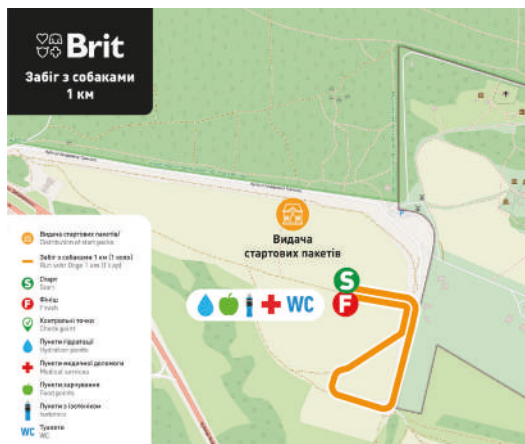 Brit
Забіг з собаками
1 км
Видача
стартових пакетів
S
F
WC
P
Видача стартових пакетів/
Distribution of start packs
Забіг з собаками 1 км (1 коло)
Run with Dogs 1 km (1 lap)
S
Старт
Start
F
Фініш
Finish
Контрольні точки
Check point
Пункти гідратації
Hydration points
Пункти медичної допомоги
Medical services
Пункти харчування
Food points
Пункти з ізотоніком
Isotonics
WC
Туалети
WC